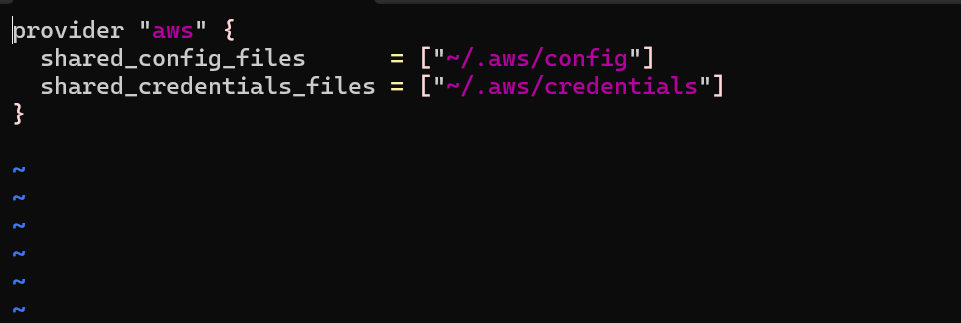 provider "aws" {
  shared_config_files      = ["~/.aws/config"]
  shared_credentials_files = ["~/.aws/credentials"]
}
~
~
~
~
~
~